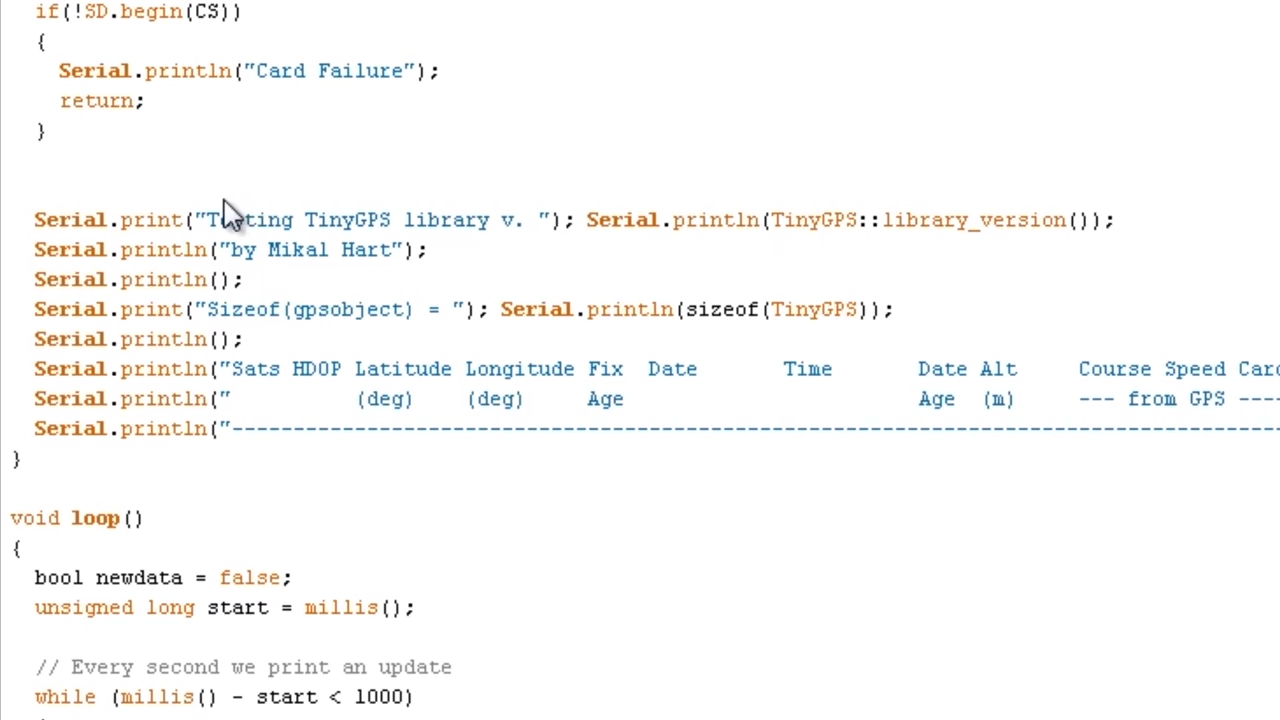 if(!SD.begin(CS))
{
Serial.println("Card Failure");
return;
}
Serial.print("Testing TinyGPS library v. "); Serial.println(TinyGPS::library_version());
Serial.println("by Mikal Hart");
Serial.println();
Serial.print("Sizeof(gpsobject) = "); Serial.println(sizeof(TinyGPS));
Serial.println();
Serial.println("Sats HDOP Latitude Longitude Fix  Date       Time       Date Alt     Course Speed Card
Serial.println("          (deg)    (deg)     Age                        Age  (m)     --- from GPS ----
Serial.println("--------------------------------------------------------------------------------------
}
void loop()
{
bool newdata = false;
unsigned long start = millis();
// Every second we print an update
while (millis() - start < 1000)